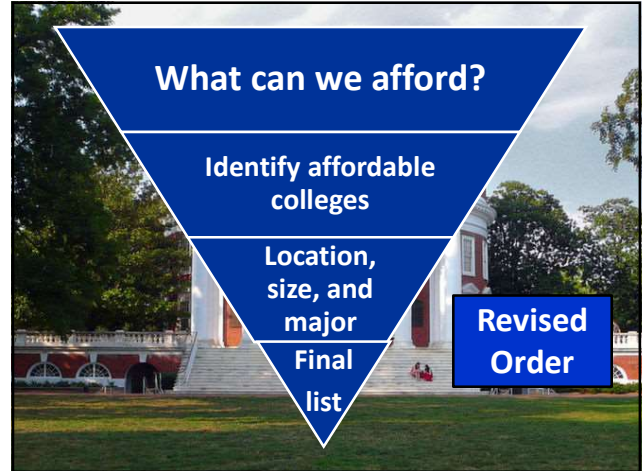 What can we afford?
Identify affordable
colleges
Location,
size, and
major
Final
list
Revised
Order